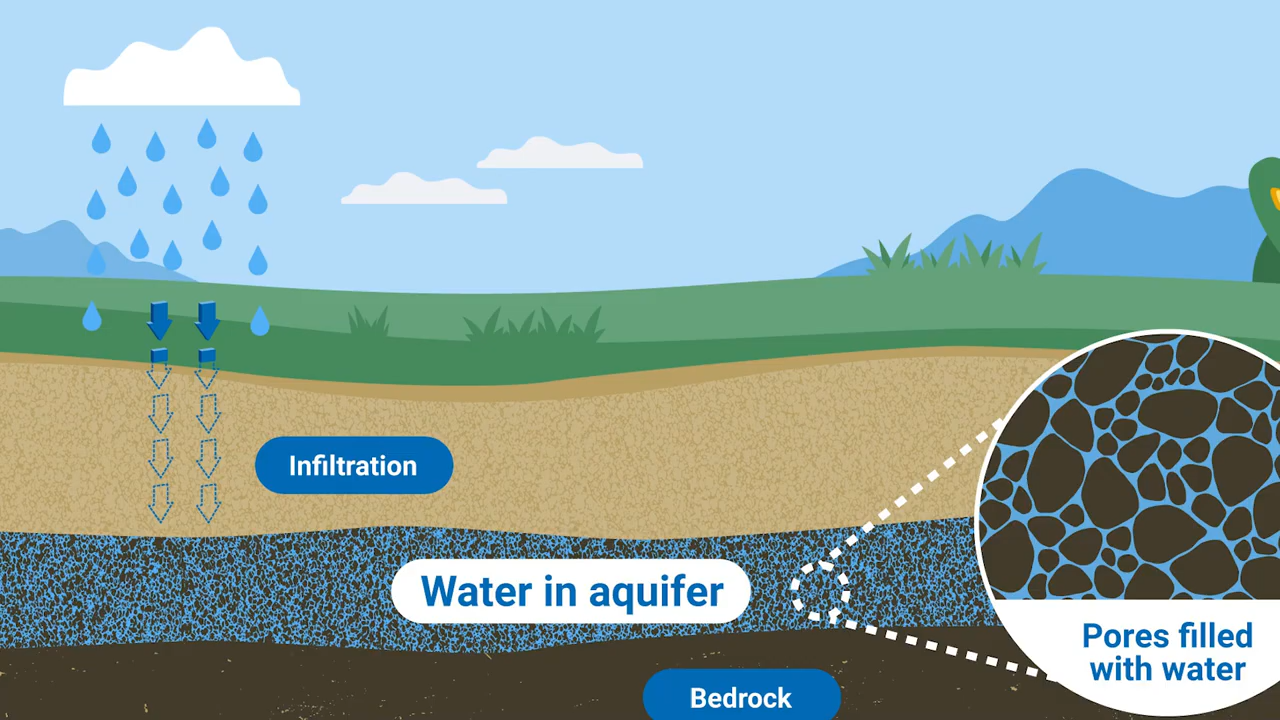 Infiltration
Water in aquifer
Pores filled
with water
Bedrock